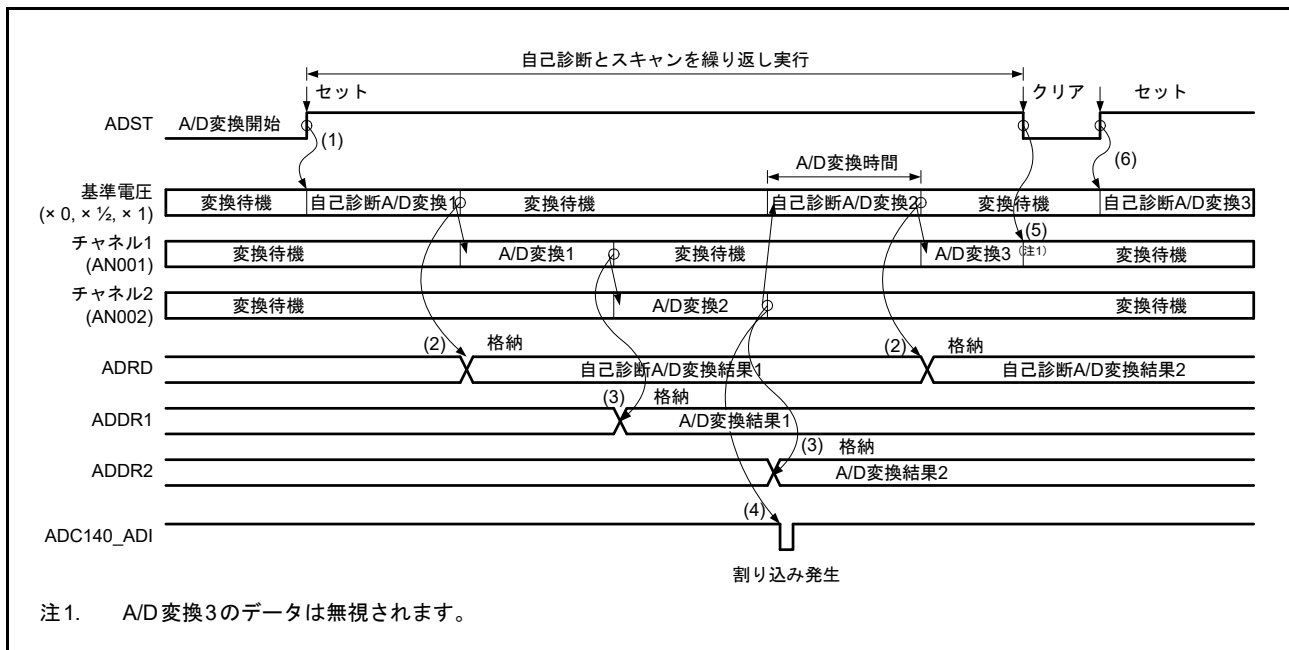 自己診断とスキャンを繰り返し実行
セット
クリア
セット
ADST
A/D変換開始
(1)
(6)
A/D変換時間
基準電圧
(× 0, × ½, × 1)
変換待機
自己診断A/D変換1
変換待機
自己診断A/D変換2
変換待機
自己診断A/D変換3
チャネル1
(AN001)
変換待機
A/D変換1
変換待機
A/D変換3
(5)
(注1)
チャネル2
(AN002)
変換待機
A/D変換2
変換待機
ADRD
(2)
格納
自己診断A/D変換結果1
(2)
格納
自己診断A/D変換結果2
ADDR1
(3)
格納
A/D変換結果1
ADDR2
(3)
格納
A/D変換結果2
ADC140_ADI
(4)
割り込み発生
注1. A/D変換3のデータは無視されます。